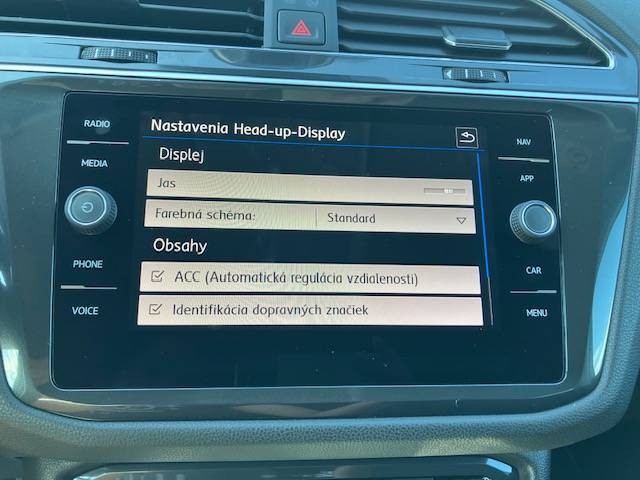 RADIO
MEDIA
PHONE
VOICE
Nastavenia Head-up-Display
Displej
Jas
Farebná schéma: Standard
Obsahy
ACC (Automatická regulácia vzdialenosti)
Identifikácia dopravných značiek
NAV
APP
CAR
MENU